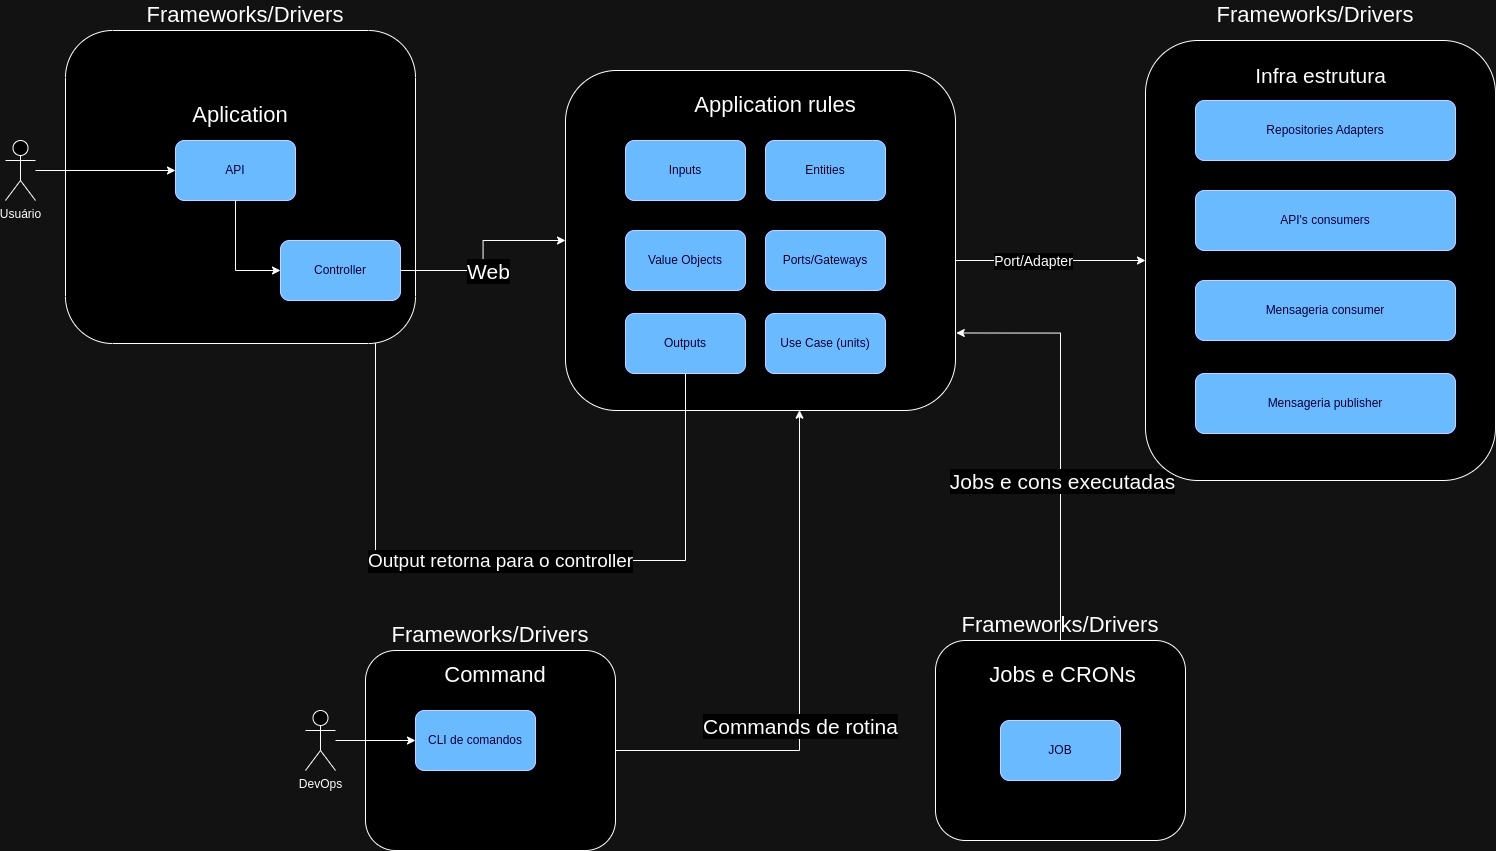 Frameworks/Drivers
Aplication
API
Controller
Usuário
Web
Application rules
Inputs
Entities
Value Objects
Ports/Gateways
Outputs
Use Case (units)
Port/Adapter
Frameworks/Drivers
Infra estrutura
Repositories Adapters
API's consumers
Mensageria consumer
Mensageria publisher
Jobs e cons executadas
Output retorna para o controller
Frameworks/Drivers
Command
CLI de comandos
DevOps
Commands de rotina
Frameworks/Drivers
Jobs e CRONs
JOB